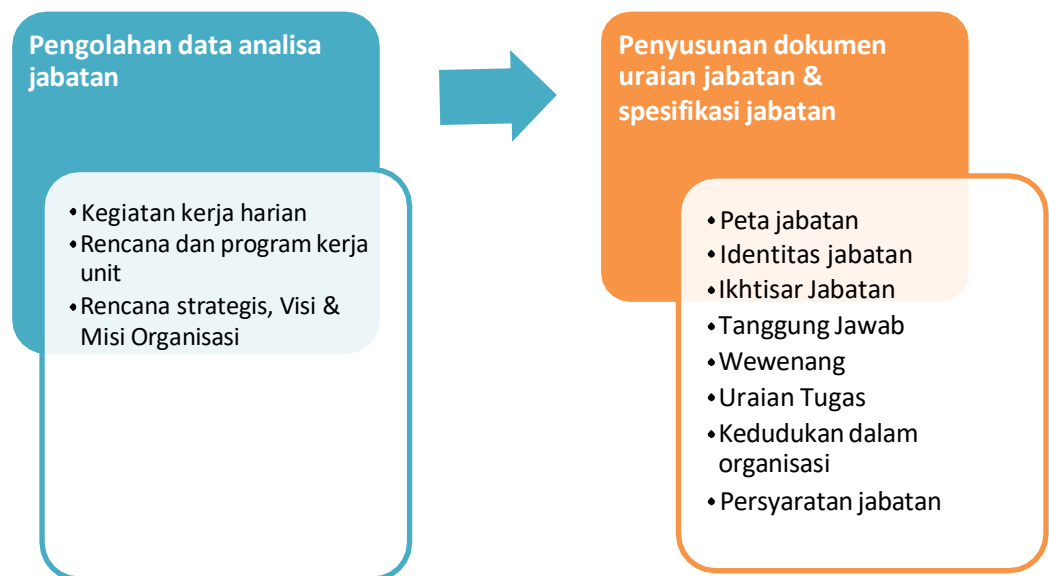 Pengolahan data analisa
jabatan
• Kegiatan kerja harian
• Rencana dan program kerja
unit
• Rencana strategis, Visi &
Misi Organisasi
Penyusunan dokumen
uraian jabatan &
spesifikasi jabatan
• Peta jabatan
• Identitas jabatan
• Ikhtisar Jabatan
• Tanggung Jawab
• Wewenang
• Uraian Tugas
• Kedudukan dalam
organisasi
• Persyaratan jabatan